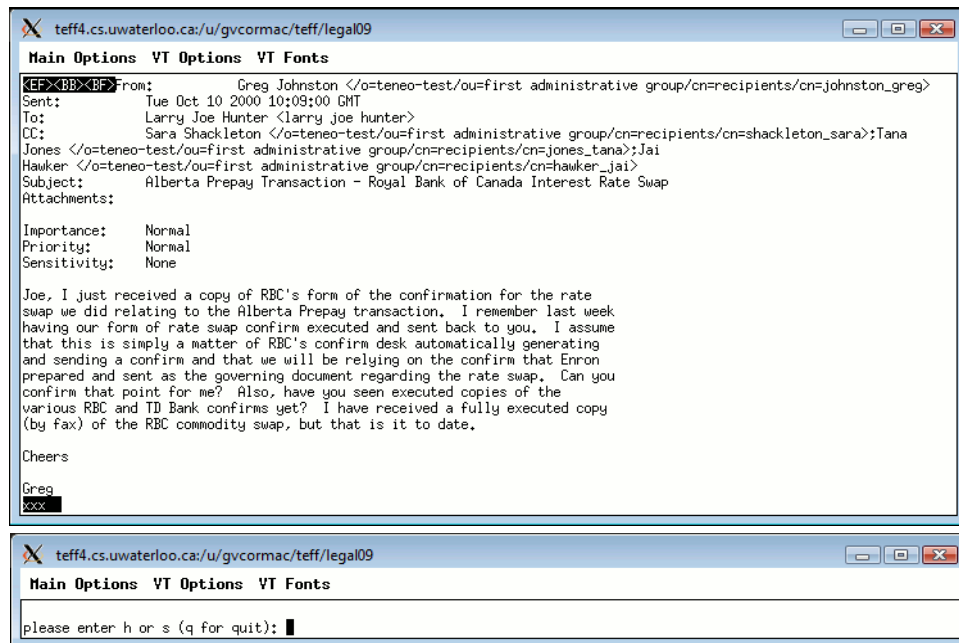 teff4.cs.uwaterloo.ca:/u/gvcormac/teff/legal09
Main Options VT Options VT Fonts
<EF><BB><BF>From: Greg Johnston </o=teneo-test/ou=first administrative group/cn=recipients/cn=johnston_greg>
Sent: Tue Oct 10 2000 10:09:00 GMT
To: Larry Joe Hunter <larry joe hunter>
CC: Sara Shackleton </o=teneo-test/ou=first administrative group/cn=recipients/cn=shackleton_sara>;Tana
Jones </o=teneo-test/ou=first administrative group/cn=recipients/cn=jones_tana>;Jai
Hawker </o=teneo-test/ou=first administrative group/cn=recipients/cn=hawker_jai>
Subject: Alberta Prepay Transaction - Royal Bank of Canada Interest Rate Swap
Attachments:
Importance: Normal
Priority: Normal
Sensitivity: None
Joe, I just received a copy of RBC's form of the confirmation for the rate
swap we did relating to the Alberta Prepay transaction. I remember last week
having our form of rate swap confirm executed and sent back to you. I assume
that this is simply a matter of RBC's confirm desk automatically generating
and sending a confirm and that we will be relying on the confirm that Enron
prepared and sent as the governing document regarding the rate swap. Can you
confirm that point for me? Also, have you seen executed copies of the
various RBC and TD Bank confirms yet? I have received a fully executed copy
(by fax) of the RBC commodity swap, but that is it to date.
Cheers
Greg
xxx
teff4.cs.uwaterloo.ca:/u/gvcormac/teff/legal09
Main Options VT Options VT Fonts
please enter h or s (q for quit):